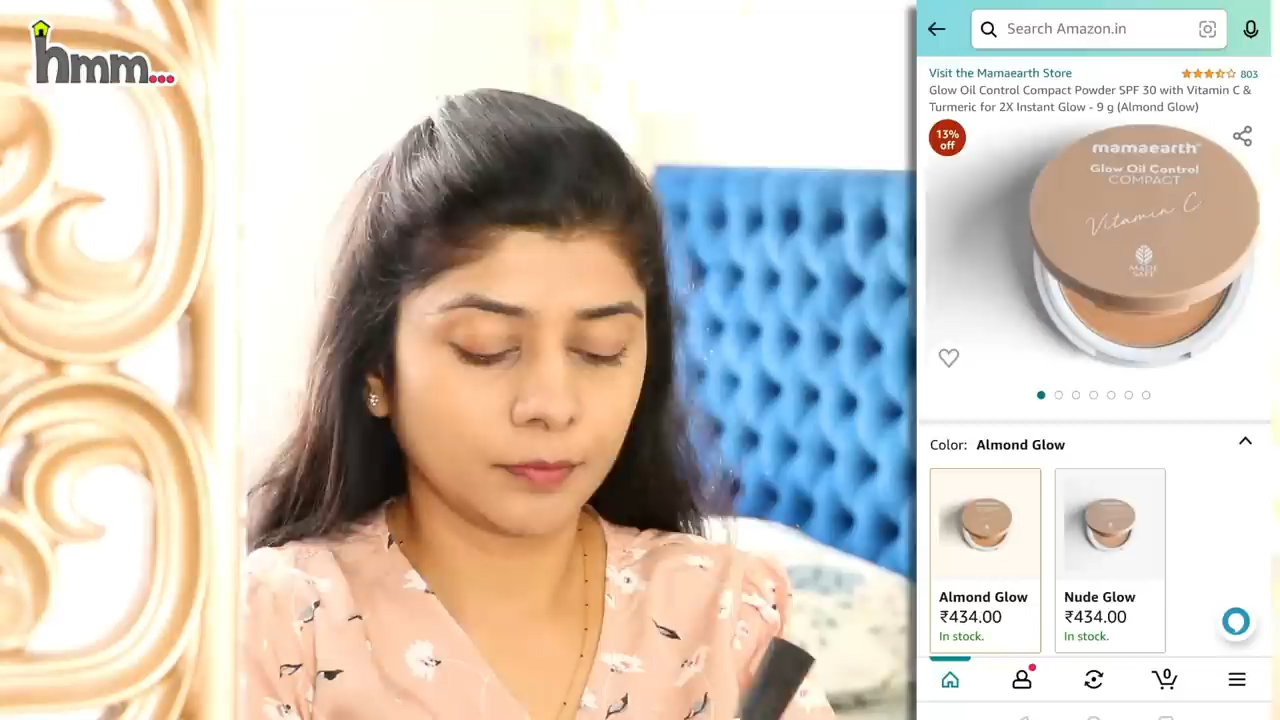 hmm...
Search Amazon.in
Visit the Mamaearth Store
803
Glow Oil Control Compact Powder SPF 30 with Vitamin C &
Turmeric for 2X Instant Glow - 9 g (Almond Glow)
13%
off
mamaearth
Glow Oil Control
COMPACT
Vitamin C
MADE
SAFE
Color: Almond Glow
Almond Glow
₹434.00
In stock.
Nude Glow
₹434.00
In stock.
0